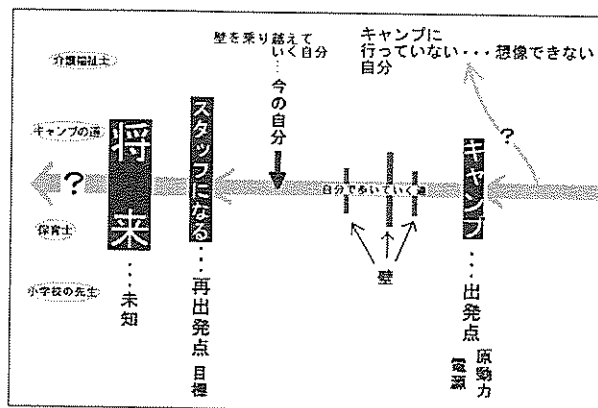 壁を乗り越えて
いく自分
・・・今の自分
キャンプに
行っていない・・・想像できない
自分
?
介護福祉士
キャンプの道
保育士
小学校の先生
?
将来
・・・未知
スタッフになる
・・・再出発点 目標
自分で歩いていく道
壁
キャンプ
・・・出発点
原動力
電源